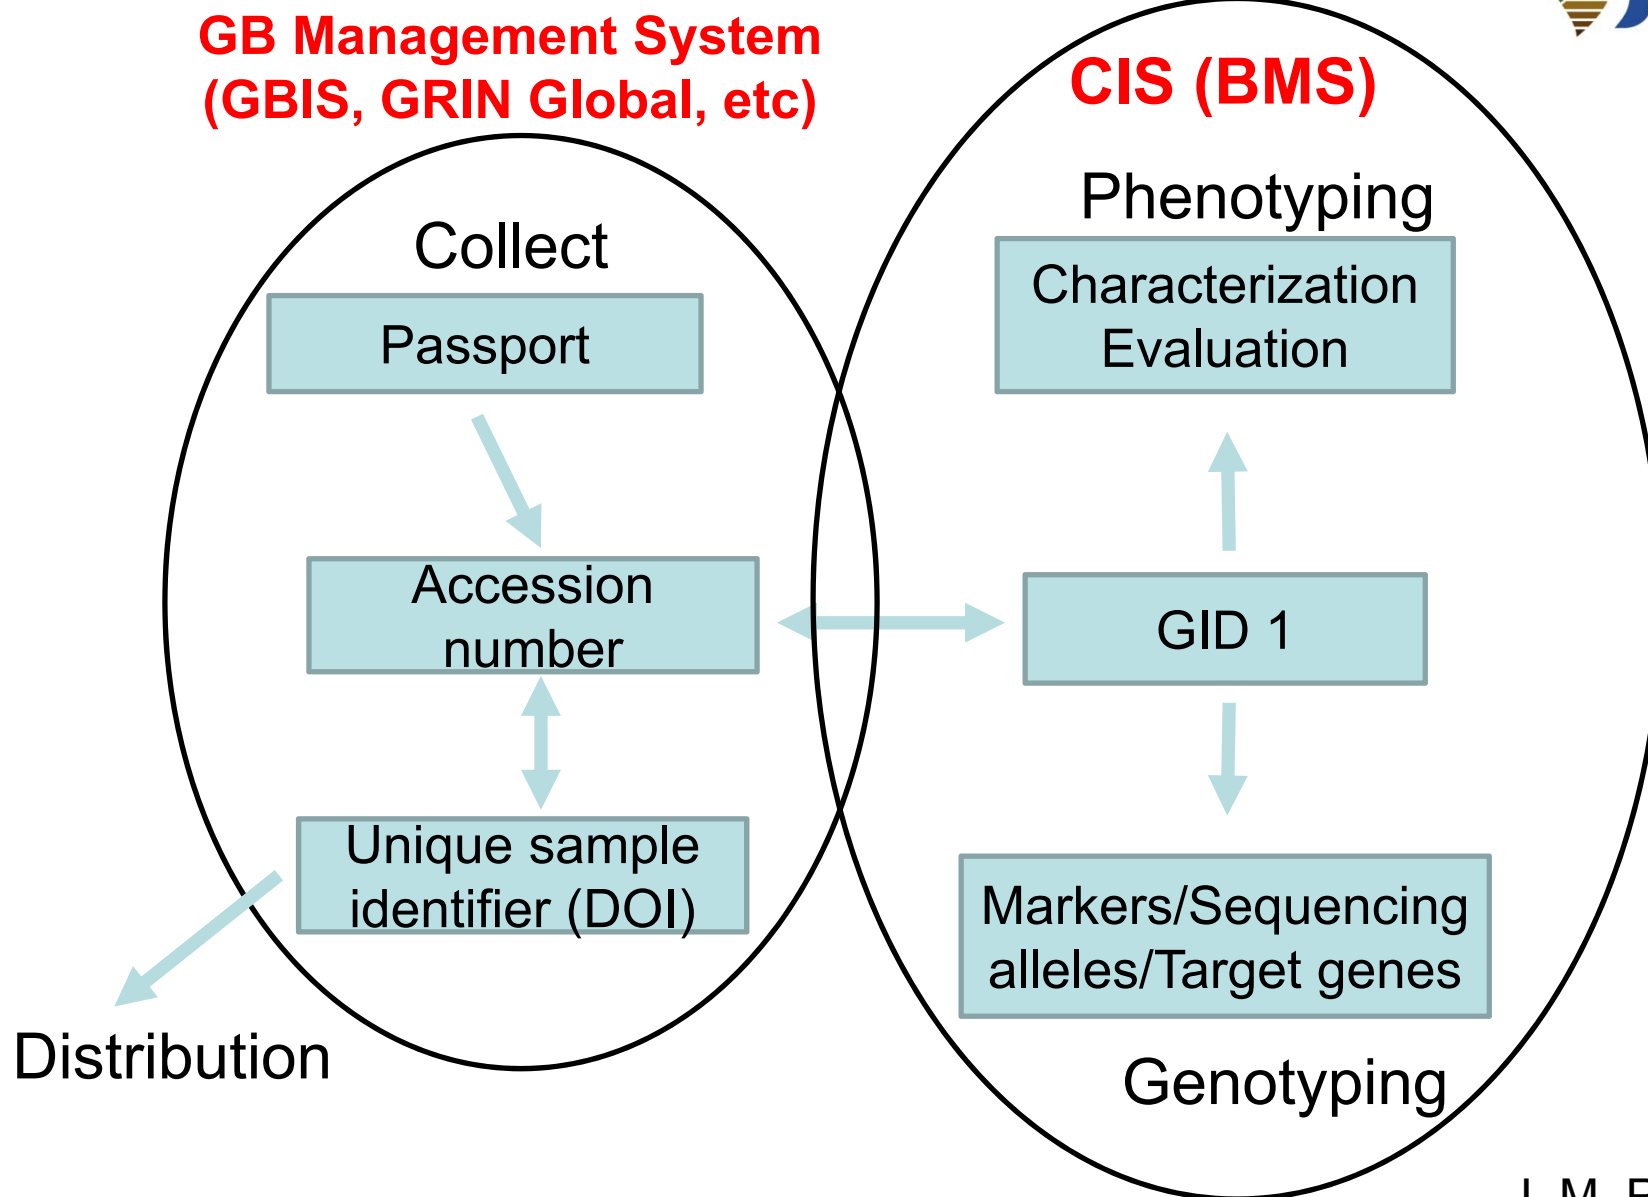 GB Management System
(GBIS, GRIN Global, etc)
CIS (BMS)
Collect
Passport
Accession
number
Unique sample
identifier (DOI)
Distribution
Phenotyping
Characterization
Evaluation
GID 1
Markers/Sequencing
alleles/Target genes
Genotyping